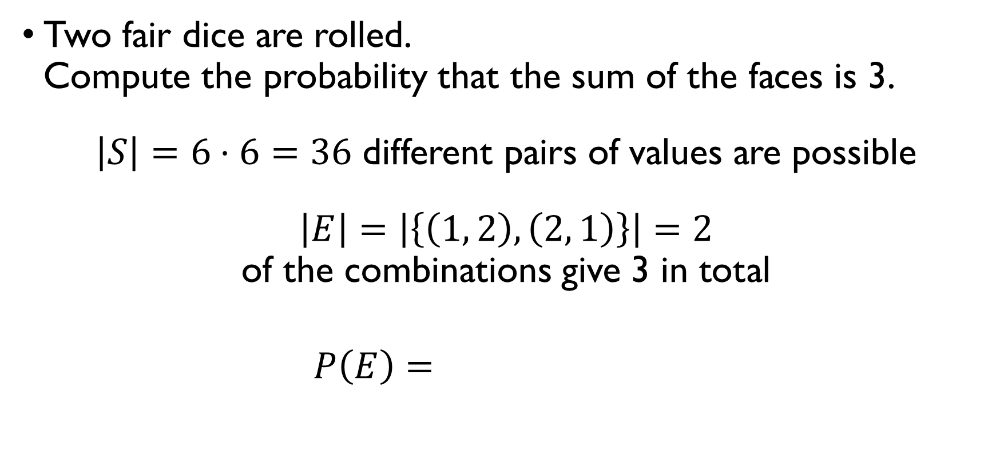 • Two fair dice are rolled.
Compute the probability that the sum of the faces is 3.
|S| = 6 · 6 = 36 different pairs of values are possible
|E| = |{(1, 2), (2, 1)}| = 2
of the combinations give 3 in total
P(E) =